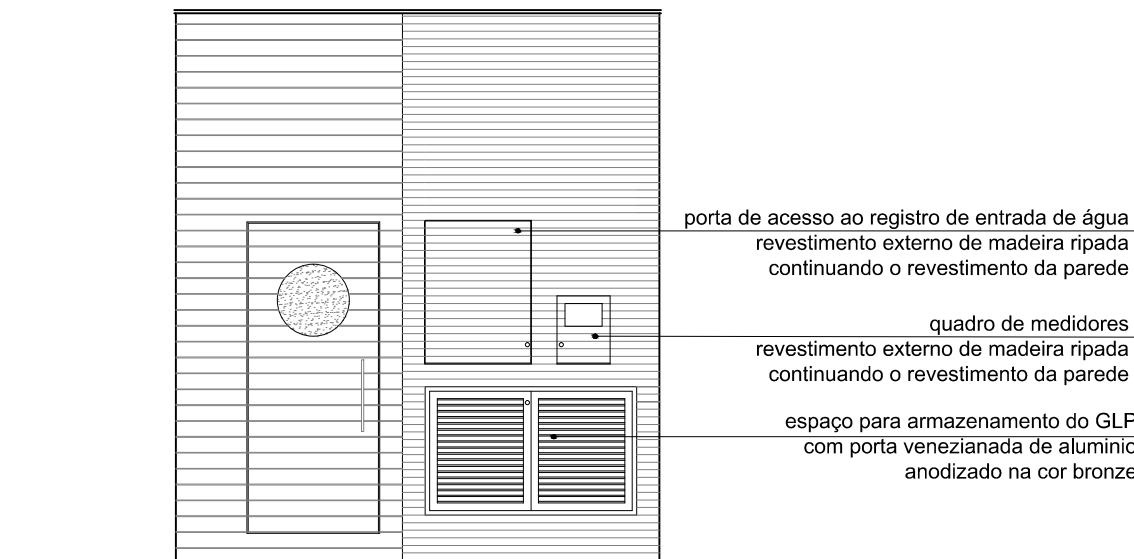 porta de acesso ao registro de entrada de água
revestimento externo de madeira ripada
continuando o revestimento da parede
quadro de medidores
revestimento externo de madeira ripada
continuando o revestimento da parede
espaço para armazenamento do GLP
com porta venezianada de aluminio
anodizado na cor bronze